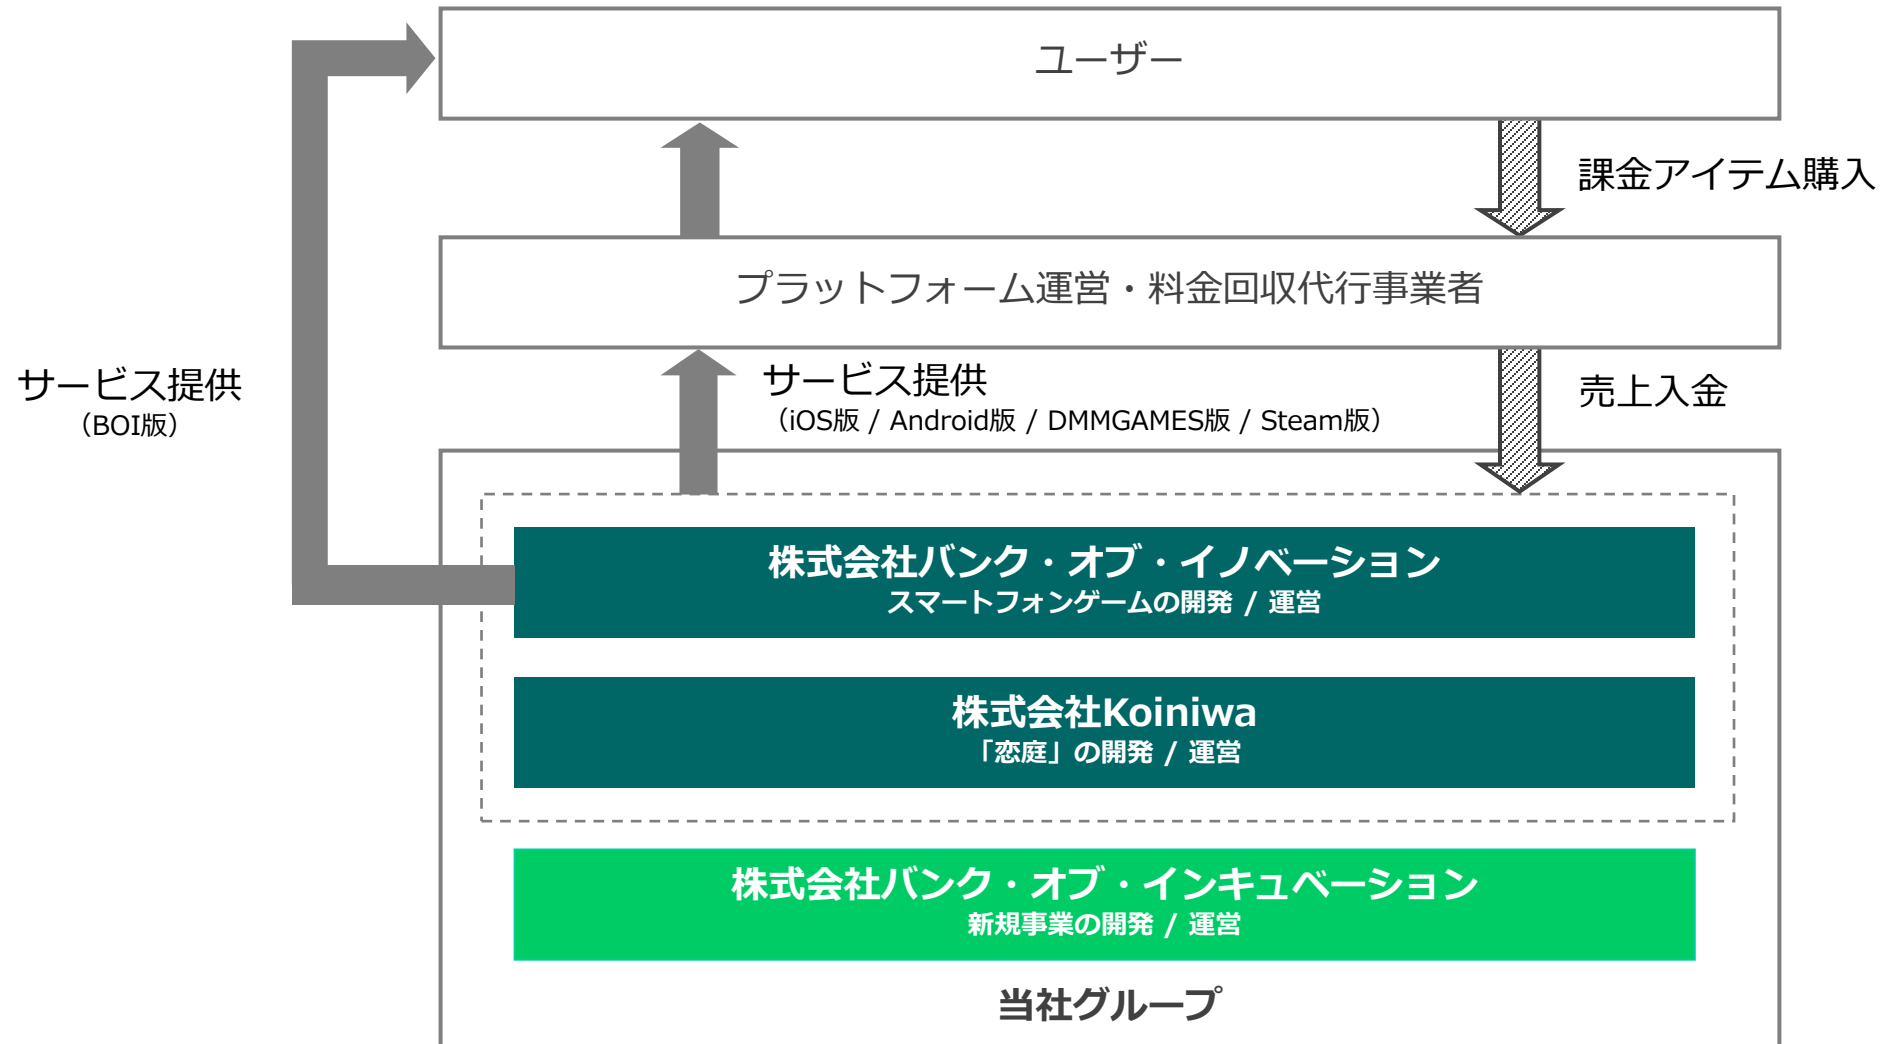 ユーザー
課金アイテム購入
プラットフォーム運営・料金回収代行事業者
サービス提供
（BOI版）
サービス提供
（iOS版 / Android版 / DMMGAMES版 / Steam版）
売上入金
株式会社バンク・オブ・イノベーション
スマートフォンゲームの開発 / 運営
株式会社Koiniwa
「恋庭」の開発 / 運営
株式会社バンク・オブ・インキュベーション
新規事業の開発 / 運営
当社グループ